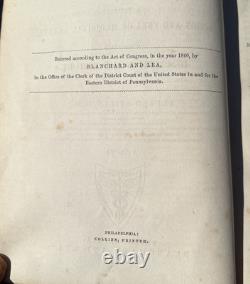 Entered according to the Act of Congress, in the year 1860, by
BLANCHARD AND LEA,
in the Office of the Clerk of the District Court of the United States in and for the
Eastern District of Pennsylvania.
PHILADELPHIA:
COLLINS, PRINTER.
ebay